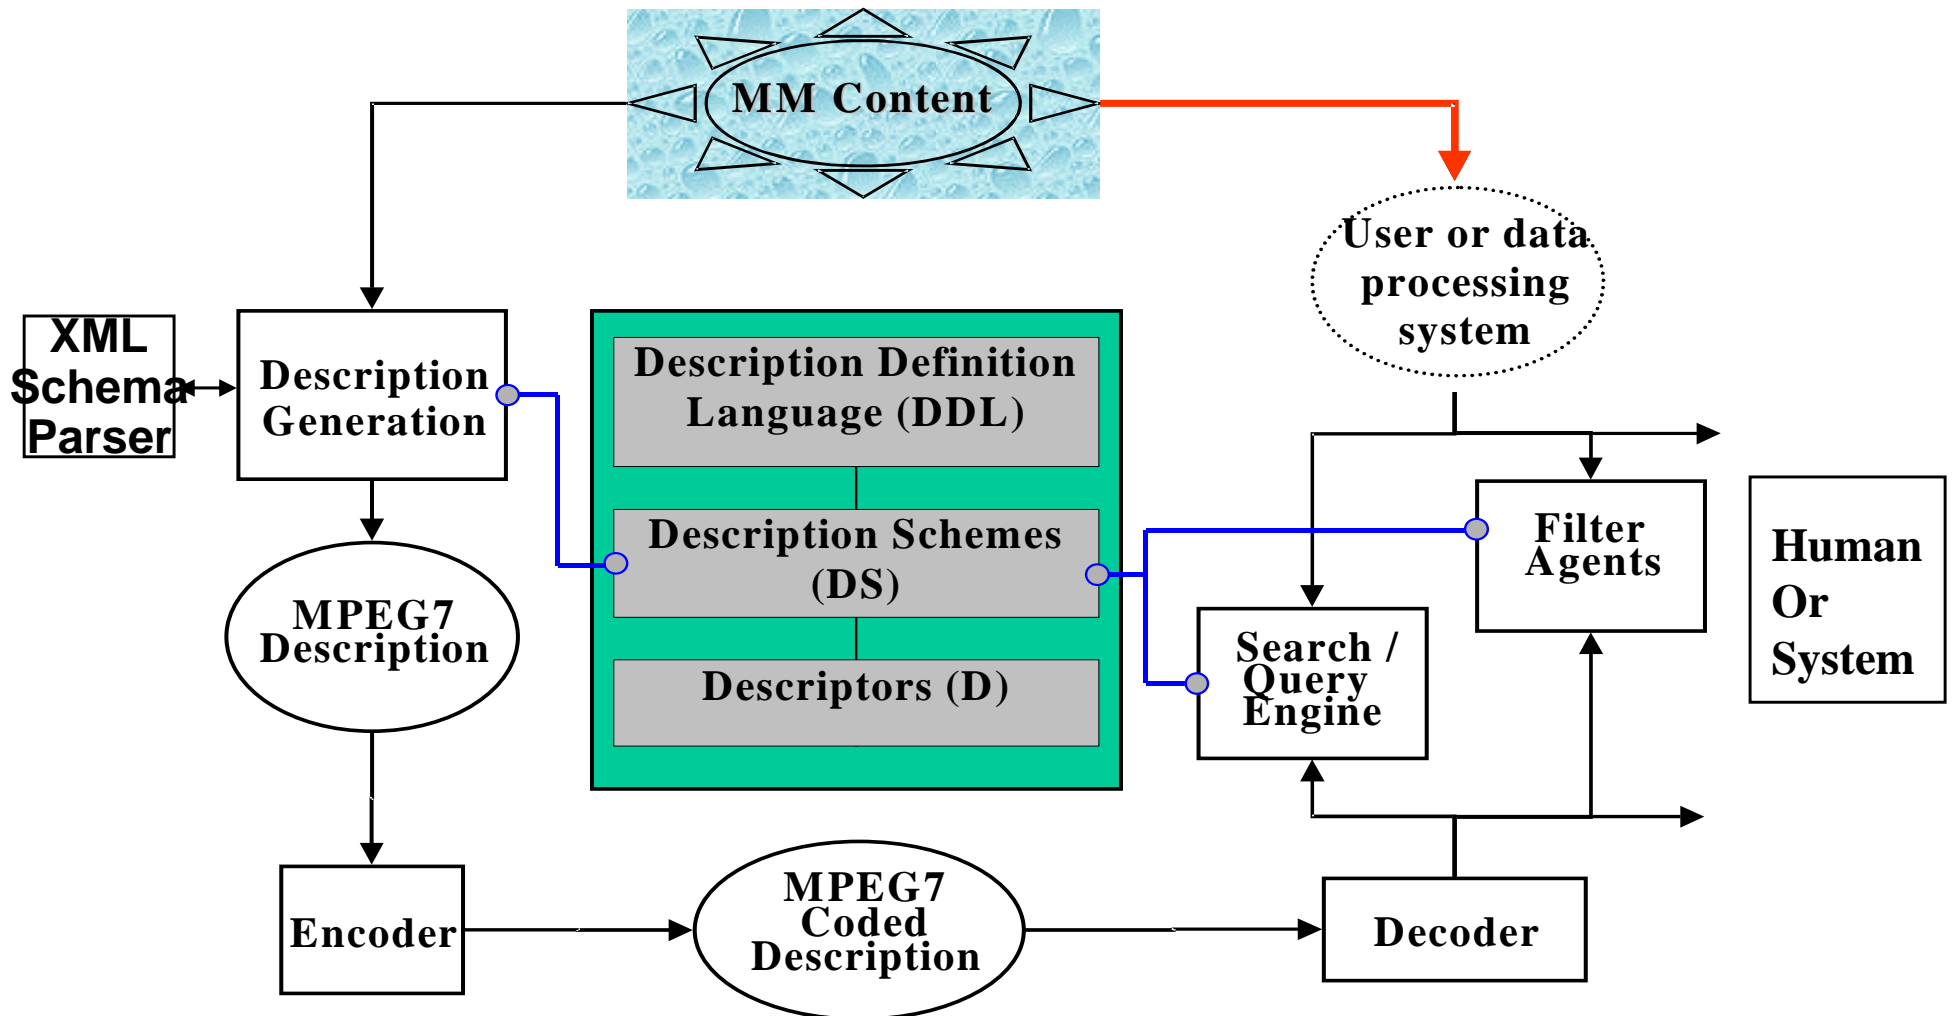 MM Content
User or data
processing
system
XML
Schema
Parser
Description
Generation
Description Definition
Language (DDL)
Description Schemes
(DS)
Descriptors (D)
Filter
Agents
Human
Or
System
MPEG7
Description
Search /
Query
Engine
Encoder
MPEG7
Coded
Description
Decoder